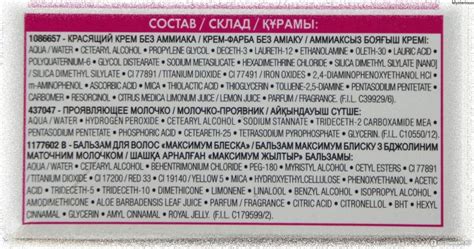 СОСТАВ / СКЛАД / ҚҰРАМЫ:
1086657 - КРАСЯЩИЙ КРЕМ БЕЗ АММИАКА / КРЕМ-ФАРБА БЕЗ АМІАКУ / АММИАКСЫЗ БОЯҒЫШ КРЕМІ:
AQUA / WATER • CETEARYL ALCOHOL • PROPYLENE GLYCOL • DECETH-3 • LAURETH-12 • ETHANOLAMINE • OLETH-30 • LAURIC ACID •
POLYQUATERNIUM-6 • GLYCOL DISTEARATE • SODIUM METASILICATE • HEXADIMETHRINE CHLORIDE • SILICA DIMETHYL SILYLATE [NANO]
/ SILICA DIMETHYL SILYLATE • CI 77891 / TITANIUM DIOXIDE • CI 77491 / IRON OXIDES • 2,4-DIAMINOPHENOXYETHANOL HCl
m-AMINOPHENOL • ASCORBIC ACID • MICA • THIOLACTIC ACID • THIOGLYCERIN • TOLUENE-2,5-DIAMINE • PENTASODIUM PENTETATE
CARBOMER • RESORCINOL • CITRUS MEDICA LIMONUM JUICE / LEMON JUICE • PARFUM / FRAGRANCE. (F.I.L. C39929/6).
437047 - ПРОЯВЛЯЮЩЕЕ МОЛОЧКО / МОЛОЧКО-ПРОЯВНИК / АЙҚЫНДАУЫШ СҮТШЕ:
AQUA / WATER • HYDROGEN PEROXIDE • CETEARYL ALCOHOL • SODIUM STANNATE • TRIDECETH-2 CARBOXAMIDE MEA
• PENTASODIUM PENTETATE • PHOSPHORIC ACID • CETEARETH-25 • TETRASODIUM PYROPHOSPHATE • GLYCERIN. (F.I.L. C10550/12).
1177602 B - БАЛЬЗАМ ДЛЯ ВОЛОС «МАКСИМУМ БЛЕСКА» / БАЛЬЗАМ МАКСИМУМ БЛИСКУ З БДЖОЛИНИМ
МАТОЧНИМ МОЛОЧКОМ / ШАШҚА АРНАЛҒАН «МАКСИМУМ ЖЫЛТЫР» БАЛЬЗАМЫ:
AQUA / WATER • CETEARYL ALCOHOL • BEHENTRIMONIUM CHLORIDE • PEG-180 • MYRISTYL ALCOHOL • CETYL ESTERS • CI 77891
/ TITANIUM DIOXIDE • CI 17200 / RED 33 • CI 19140 / YELLOW 5 • MICA • HYDROXYETHYLCELLULOSE • PHENOXYETHANOL • ACETIC
ACID • TRIDECETH-5 • TRIDECETH-10 • DIMETHICONE • LIMONENE • LINALOOL • BENZYL ALCOHOL • ISOPROPYL ALCOHOL •
AMODIMETHICONE • ALOE BARBADENSIS LEAF JUICE • PARFUM / FRAGRANCE • CITRIC ACID • CITRONELLOL • BHT • HEXYL
CINNAMAL • GLYCERIN • AMYL CINNAMAL • ROYAL JELLY. (F.I.L. C179599/2).